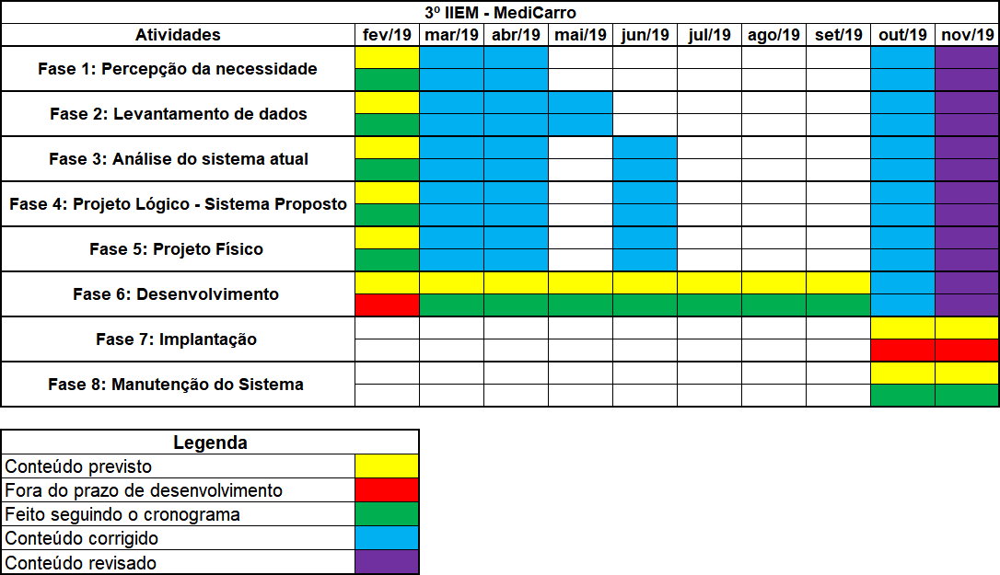 3º IIEM - MediCarro
Atividades fev/19 mar/19 abr/19 mai/19 jun/19 jul/19 ago/19 set/19 out/19 nov/19
Fase 1: Percepção da necessidade
Fase 2: Levantamento de dados
Fase 3: Análise do sistema atual
Fase 4: Projeto Lógico - Sistema Proposto
Fase 5: Projeto Físico
Fase 6: Desenvolvimento
Fase 7: Implantação
Fase 8: Manutenção do Sistema
Legenda
Conteúdo previsto
Fora do prazo de desenvolvimento
Feito seguindo o cronograma
Conteúdo corrigido
Conteúdo revisado